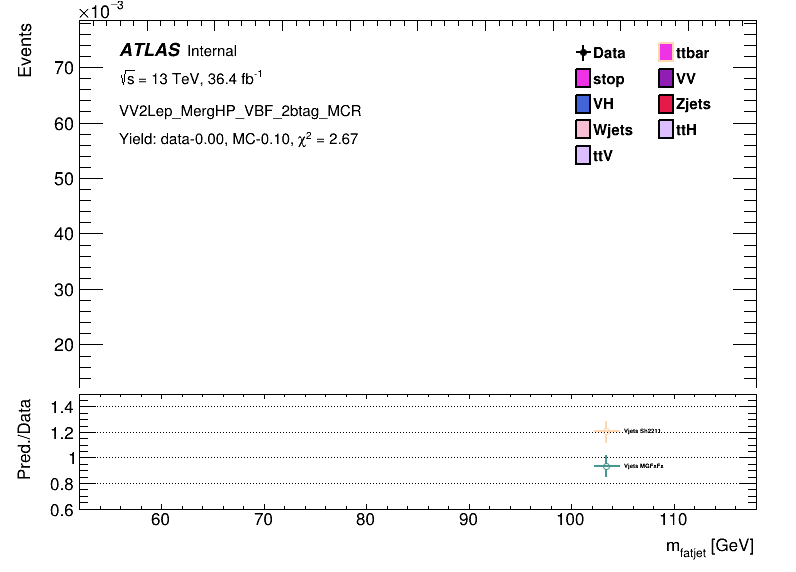 ×10⁻³
Events
ATLAS Internal
√s = 13 TeV, 36.4 fb⁻¹
VV2Lep_MergHP_VBF_2btag_MCR
Yield: data-0.00, MC-0.10, χ² = 2.67
Data
ttbar
stop
VV
VH
Zjets
Wjets
ttH
ttV
70
60
50
40
30
20
Pred./Data
1.4
1.2
1
0.8
0.6
Vjets Sh2211
Vjets MGFxFx
60 70 80 90 100 110
m_fatjet [GeV]